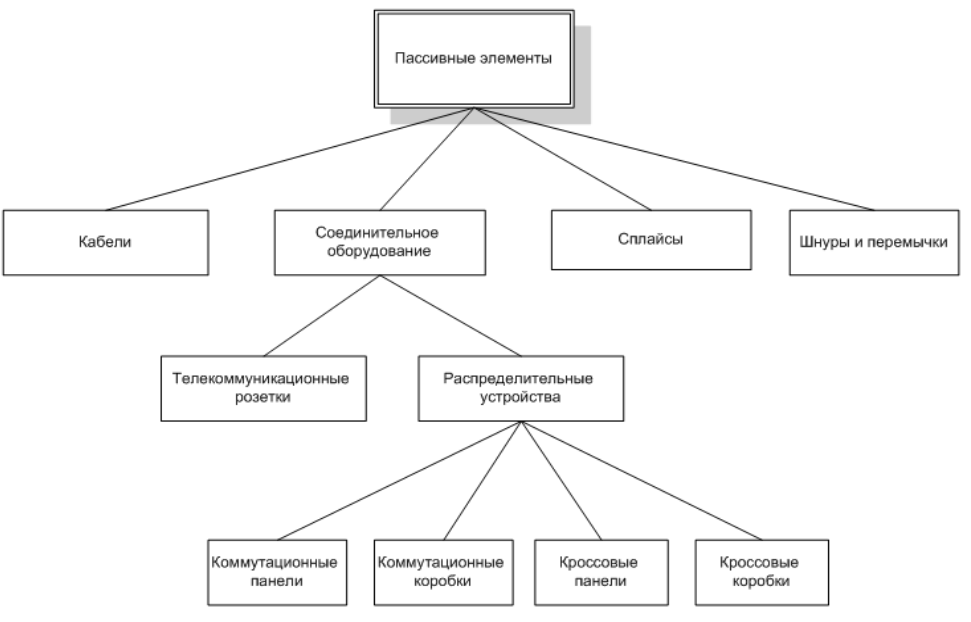 Пассивные элементы
Кабели
Соединительное
оборудование
Сплайсы
Шнуры и перемычки
Телекоммуникационные
розетки
Распределительные
устройства
Коммутационные
панели
Коммутационные
коробки
Кроссовые
панели
Кроссовые
коробки